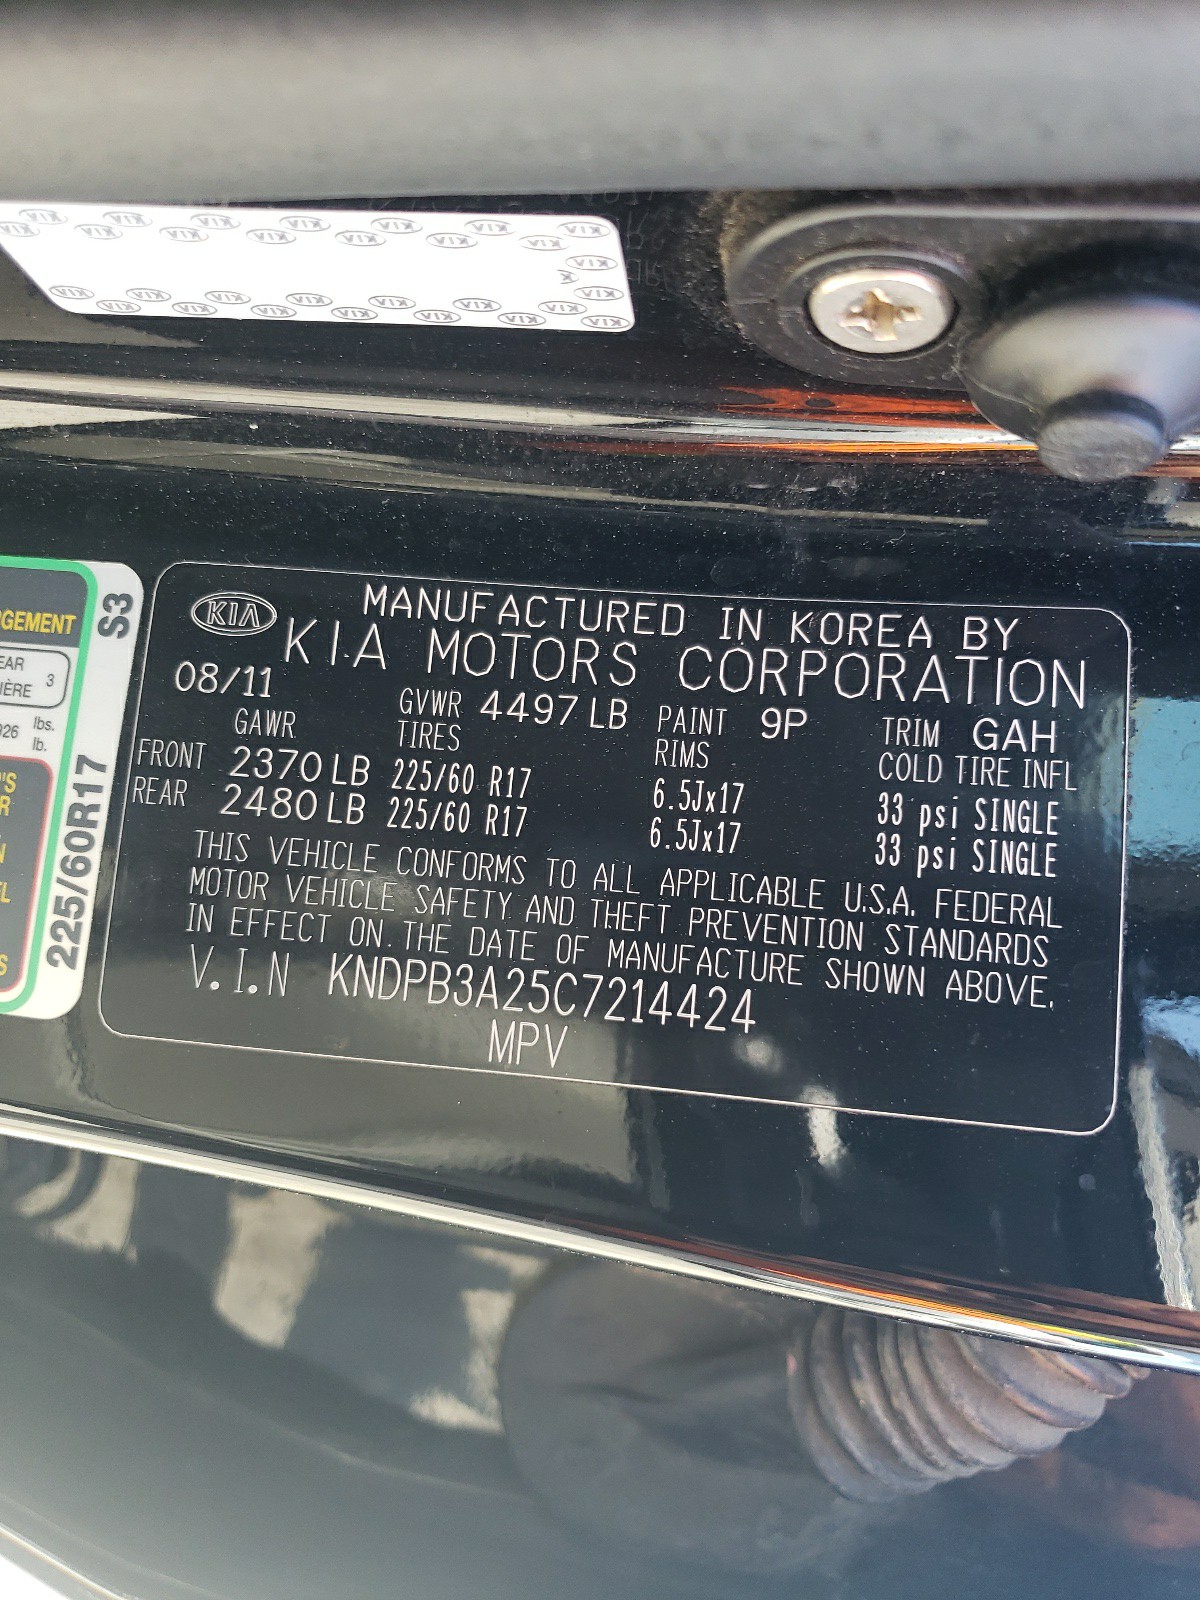 KIA
MANUFACTURED IN KOREA BY
KIA MOTORS CORPORATION
08/11 GVWR 4497 LB PAINT 9P TRIM GAH
GAWR TIRES RIMS COLD TIRE INFL
FRONT 2370 LB 225/60 R17 6.5Jx17 33 psi SINGLE
REAR 2480 LB 225/60 R17 6.5Jx17 33 psi SINGLE
THIS VEHICLE CONFORMS TO ALL APPLICABLE U.S.A. FEDERAL
MOTOR VEHICLE SAFETY AND THEFT PREVENTION STANDARDS
IN EFFECT ON THE DATE OF MANUFACTURE SHOWN ABOVE.
V.I.N KNDPB3A25C7214424
MPV
S3
225/60R17
3
lbs.
lb.